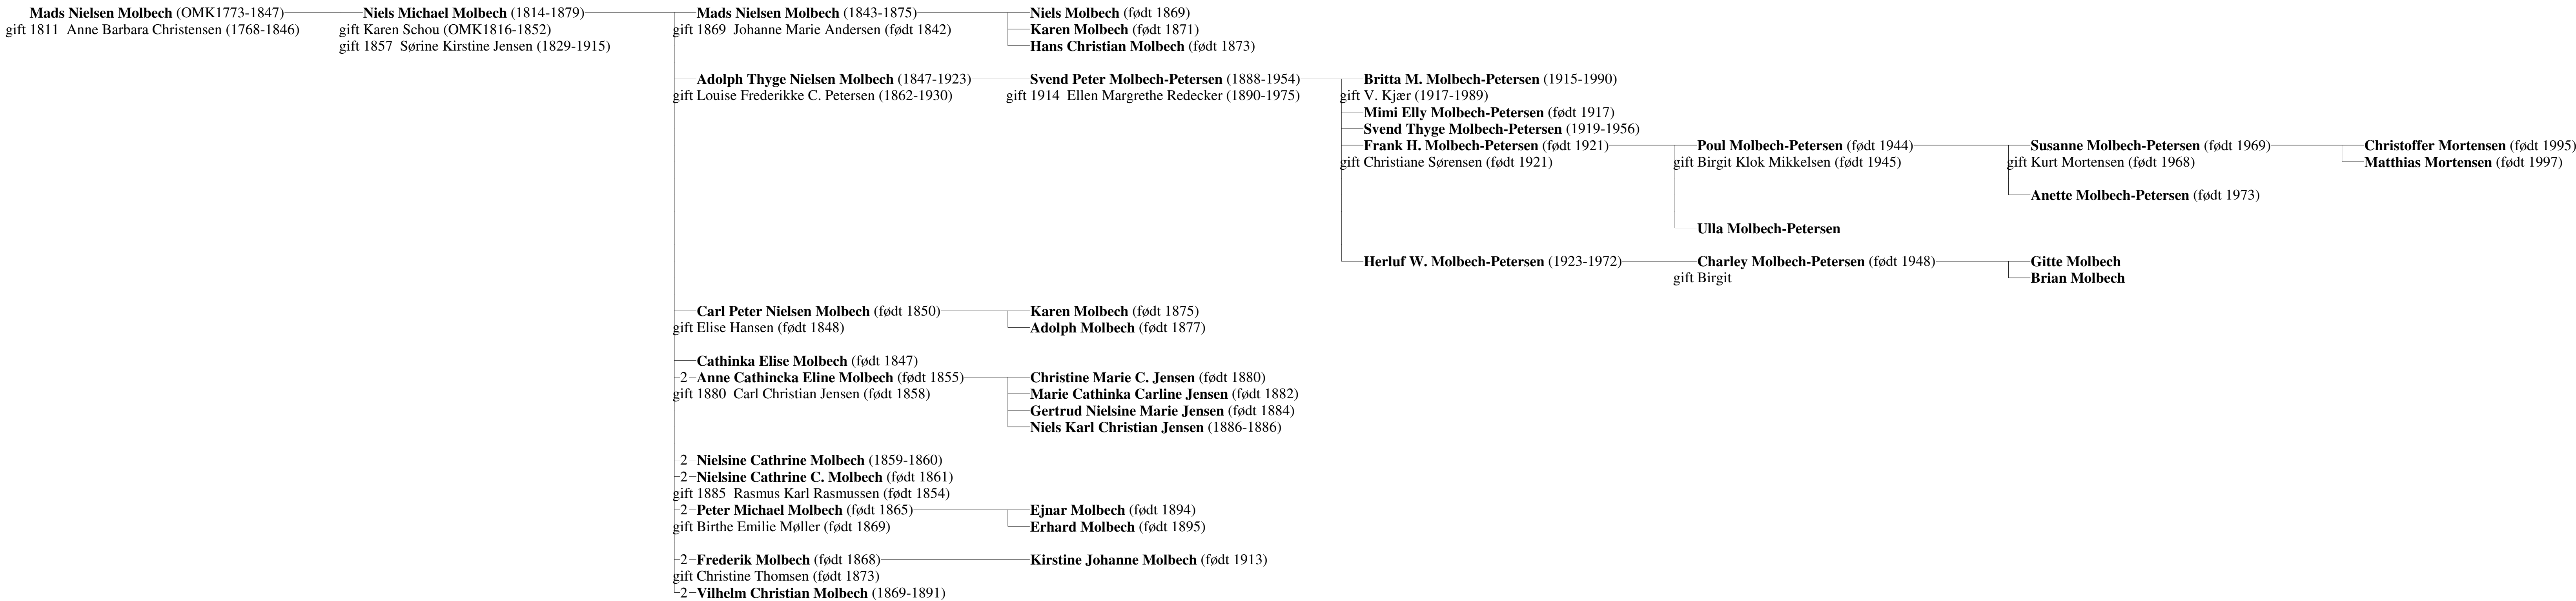 Mads Nielsen Molbech (OMK1773-1847) Niels Michael Molbech (1814-1879) Mads Nielsen Molbech (1843-1875) Niels Molbech (født 1869)
gift 1811 Anne Barbara Christensen (1768-1846) gift Karen Schou (OMK1816-1852) gift 1869 Johanne Marie Andersen (født 1842) Karen Molbech (født 1871)
gift 1857 Sørine Kirstine Jensen (1829-1915) Hans Christian Molbech (født 1873)
Adolph Thyge Nielsen Molbech (1847-1923) Svend Peter Molbech-Petersen (1888-1954) Britta M. Molbech-Petersen (1915-1990)
gift Louise Frederikke C. Petersen (1862-1930) gift 1914 Ellen Margrethe Redecker (1890-1975) gift V. Kjær (1917-1989)
Mimi Elly Molbech-Petersen (født 1917)
Svend Thyge Molbech-Petersen (1919-1956)
Frank H. Molbech-Petersen (født 1921) Poul Molbech-Petersen (født 1944) Susanne Molbech-Petersen (født 1969) Christoffer Mortensen (født 1995)
gift Christiane Sørensen (født 1921) gift Birgit Klok Mikkelsen (født 1945) gift Kurt Mortensen (født 1968) Matthias Mortensen (født 1997)
Anette Molbech-Petersen (født 1973)
Ulla Molbech-Petersen
Herluf W. Molbech-Petersen (1923-1972) Charley Molbech-Petersen (født 1948) Gitte Molbech
gift Birgit Brian Molbech
Carl Peter Nielsen Molbech (født 1850) Karen Molbech (født 1875)
gift Elise Hansen (født 1848) Adolph Molbech (født 1877)
Cathinka Elise Molbech (født 1847)
2 Anne Cathincka Eline Molbech (født 1855) Christine Marie C. Jensen (født 1880)
gift 1880 Carl Christian Jensen (født 1858) Marie Cathinka Carline Jensen (født 1882)
Gertrud Nielsine Marie Jensen (født 1884)
Niels Karl Christian Jensen (1886-1886)
2 Nielsine Cathrine Molbech (1859-1860)
2 Nielsine Cathrine C. Molbech (født 1861)
gift 1885 Rasmus Karl Rasmussen (født 1854)
2 Peter Michael Molbech (født 1865) Ejnar Molbech (født 1894)
gift Birthe Emilie Møller (født 1869) Erhard Molbech (født 1895)
2 Frederik Molbech (født 1868) Kirstine Johanne Molbech (født 1913)
gift Christine Thomsen (født 1873)
2 Vilhelm Christian Molbech (1869-1891)